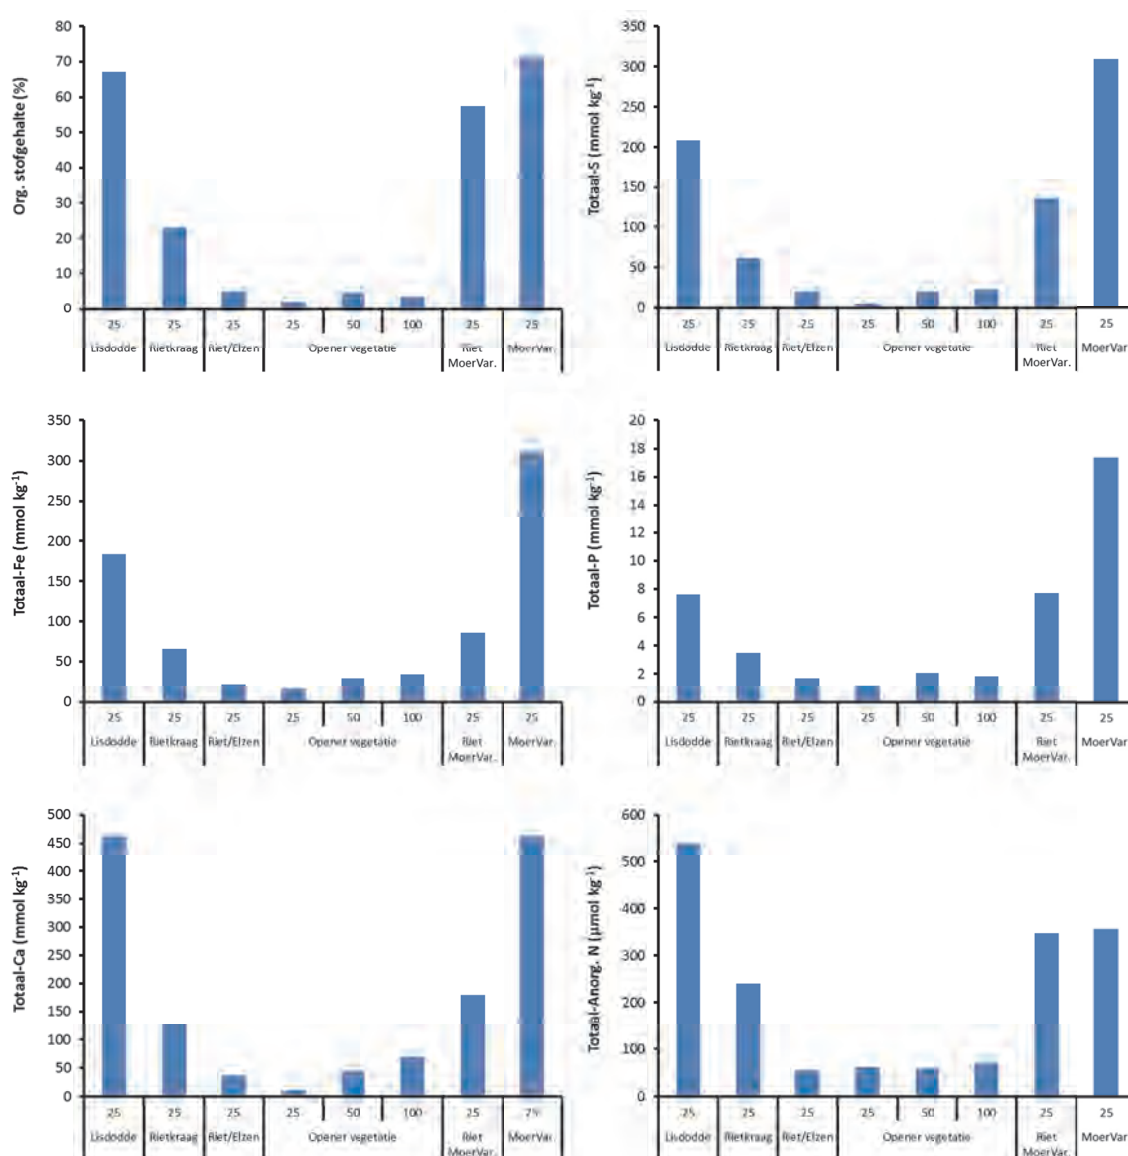 Org. stofgehalte (%)
80
70
60
50
40
30
20
10
0
25 25 25 25 50 100 25 25
Lisdodde Rietkraag Riet/Elzen Opener vegetatie Riet MoerVar.
MoerVar.
Totaal-S (mmol kg⁻¹)
350
300
250
200
150
100
50
0
25 25 25 25 50 100 25 25
Lisdodde Rietkraag Riet/Elzen Opener vegetatie Riet MoerVar
MoerVar.
Totaal-Fe (mmol kg⁻¹)
350
300
250
200
150
100
50
0
25 25 25 25 50 100 25 25
Lisdodde Rietkraag Riet/Elzen Opener vegetatie Riet MoerVar.
MoerVar.
Totaal-P (mmol kg⁻¹)
20
18
16
14
12
10
8
6
4
2
0
25 25 25 25 50 100 25 25
Lisdodde Rietkraag Riet/Elzen Opener vegetatie Riet MoerVar
MoerVar.
Totaal-Ca (mmol kg⁻¹)
500
450
400
350
300
250
200
150
100
50
0
25 25 25 25 50 100 25 25
Lisdodde Rietkraag Riet/Elzen Opener vegetatie Riet MoerVar.
MoerVar.
Totaal-Anorg. N (µmol kg⁻¹)
600
500
400
300
200
100
0
25 25 25 25 50 100 25 25
Lisdodde Rietkraag Riet/Elzen Opener vegetatie Riet MoerVar
MoerVar.